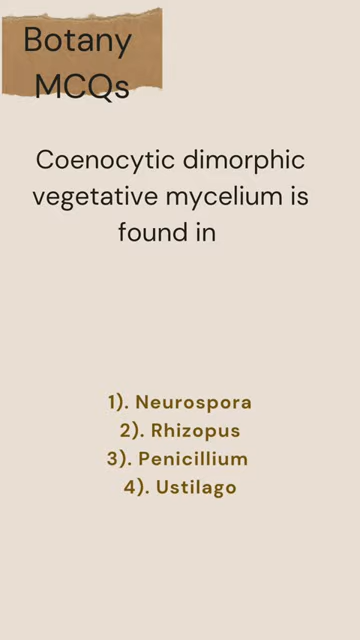 Botany
MCQs
Coenocytic dimorphic
vegetative mycelium is
found in
1). Neurospora
2). Rhizopus
3). Penicillium
4). Ustilago